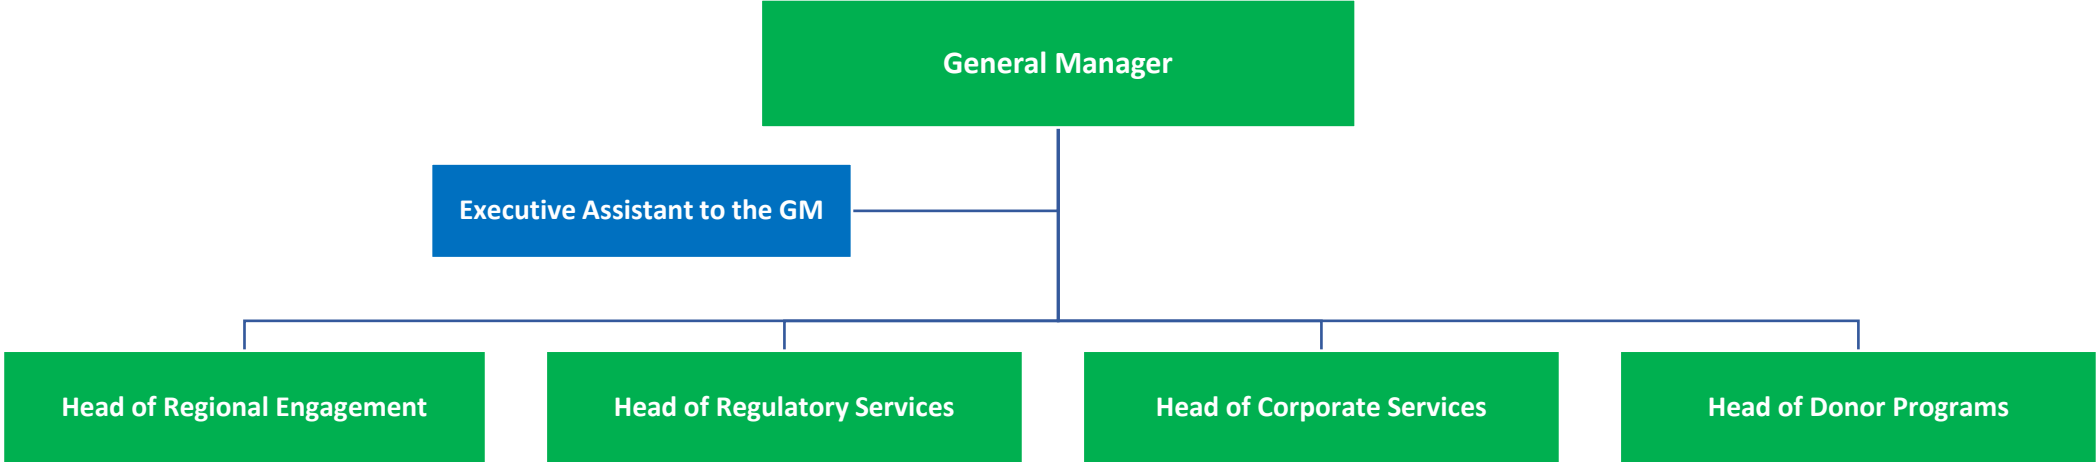 General Manager
Executive Assistant to the GM
Head of Regional Engagement
Head of Regulatory Services
Head of Corporate Services
Head of Donor Programs